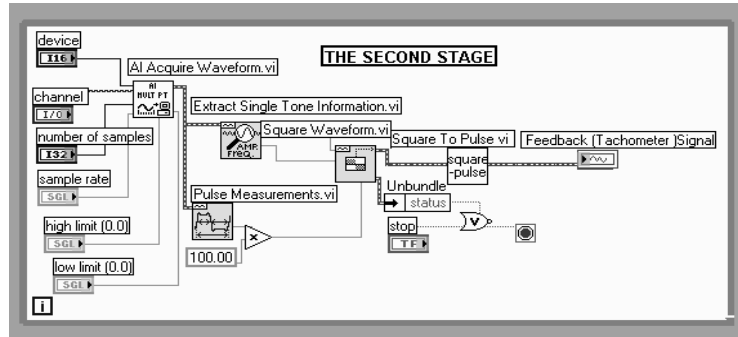 device
I16
AI Acquire Waveform.vi
THE SECOND STAGE
AI
MULT PT
channel
I/O
Extract Single Tone Information.vi
number of samples
I32
AMP
Freq.
Square Waveform.vi
Square To Pulse vi
Feedback (Tachometer )Signal
square
-pulse
sample rate
SGL
Pulse Measurements.vi
Unbundle
status
high limit (0.0)
SGL
100.00
×
stop
TF
V
low limit (0.0)
SGL
i